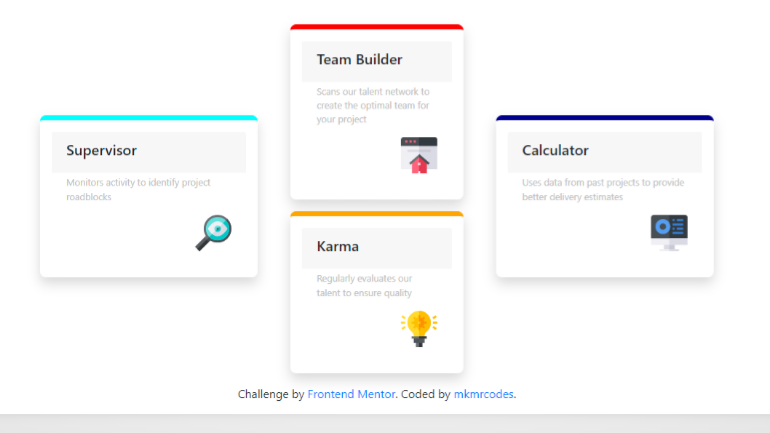 Supervisor
Monitors activity to identify project
roadblocks
Team Builder
Scans our talent network to
create the optimal team for
your project
Karma
Regularly evaluates our
talent to ensure quality
Calculator
Uses data from past projects to provide
better delivery estimates
Challenge by Frontend Mentor. Coded by mkmrcodes.